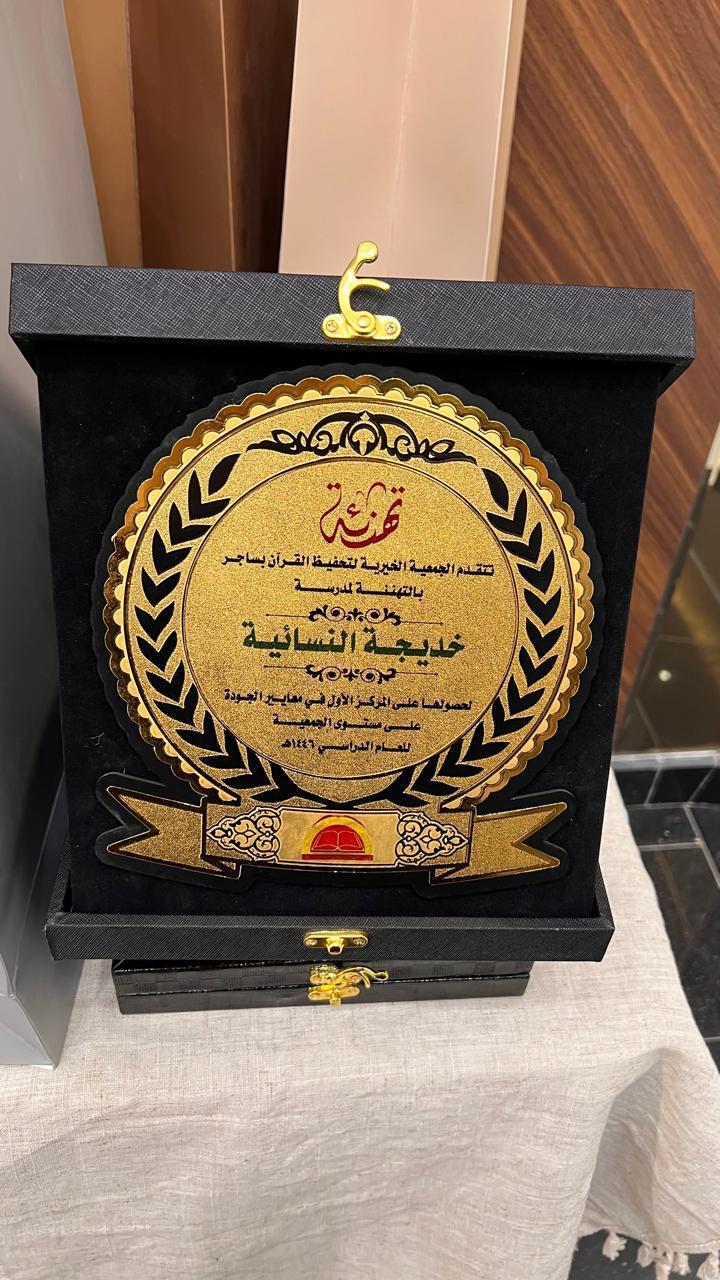 تهنئة
تتقدم الجمعية الخيرية لتحفيظ القرآن بساجر
بالتهنئة لمدرسة
خديجة النسائية
لحصولها على المركز الأول في معايير الجودة
على مستوى الجمعية
للعام الدراسي ١٤٤٦هـ